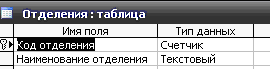 Отделения : таблица
Имя поля Тип данных
Код отделения Счетчик
Наименование отделения Текстовый